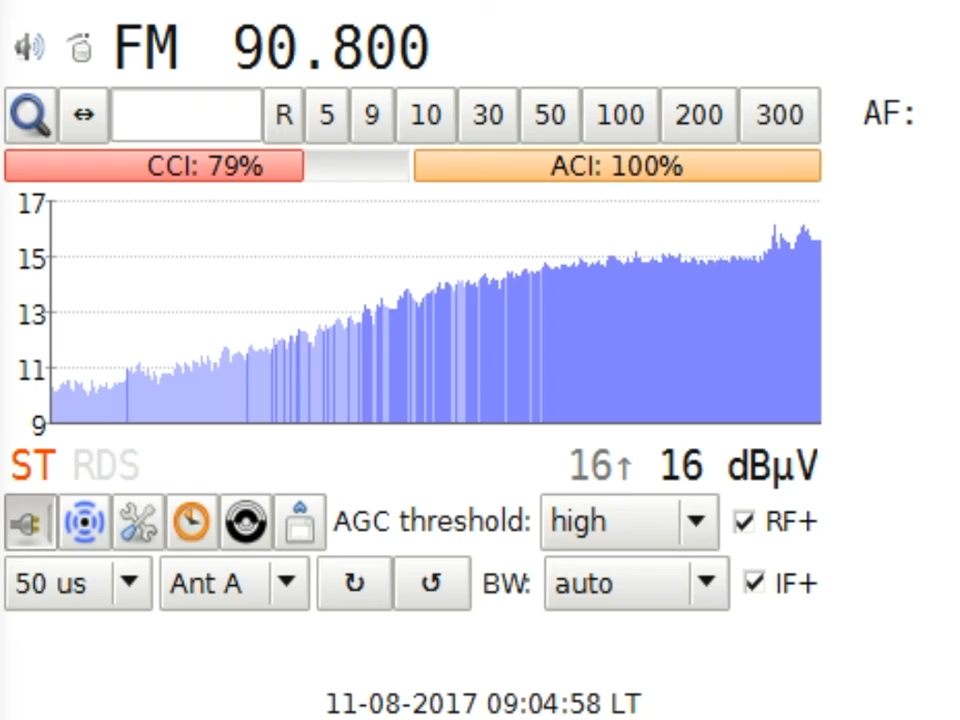 FM 90.800
↔ R 5 9 10 30 50 100 200 300 AF:
CCI: 79% ACI: 100%
17
15
13
11
9
ST RDS 16↑ 16 dBµV
AGC threshold: high RF+
50 us Ant A ↻ ↺ BW: auto IF+
11-08-2017 09:04:58 LT